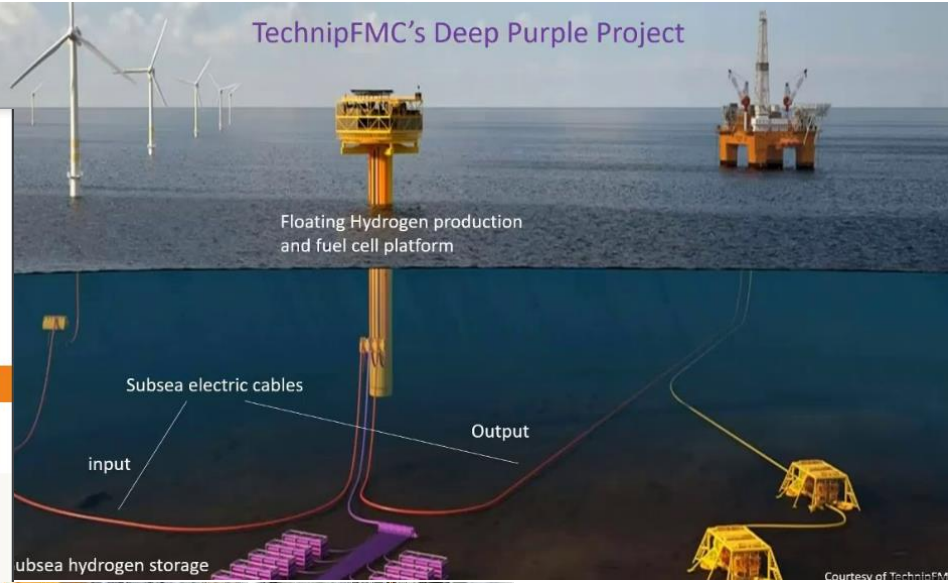 TechnipFMC's Deep Purple Project
Floating Hydrogen production
and fuel cell platform
Subsea electric cables
Output
input
ubsea hydrogen storage
Courtesy of TechnipFM